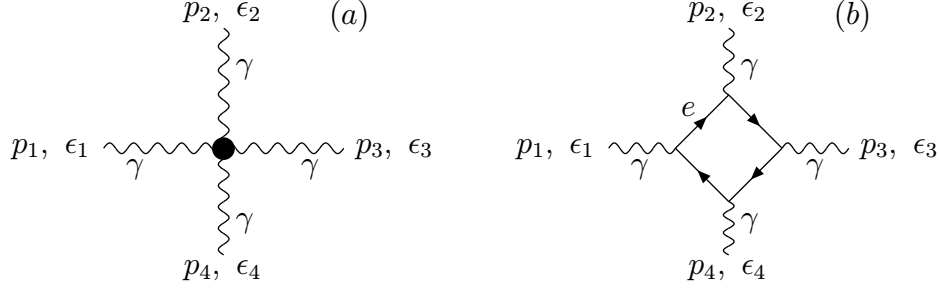 p₂, ϵ₂ (a)
γ
p₁, ϵ₁ γ γ p₃, ϵ₃
γ
p₄, ϵ₄
p₂, ϵ₂ (b)
γ
e
p₁, ϵ₁ γ γ p₃, ϵ₃
γ
p₄, ϵ₄